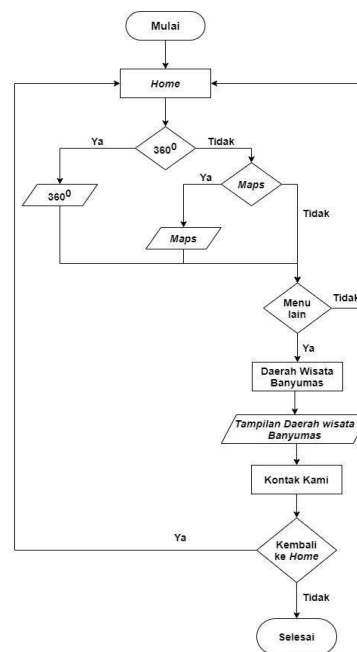 Mulai
Home
360⁰
Ya
Tidak
360⁰
Ya
Maps
Tidak
Maps
Menu
lain
Tidak
Ya
Daerah Wisata
Banyumas
Tampilan Daerah wisata
Banyumas
Kontak Kami
Ya
Kembali
ke Home
Tidak
Selesai